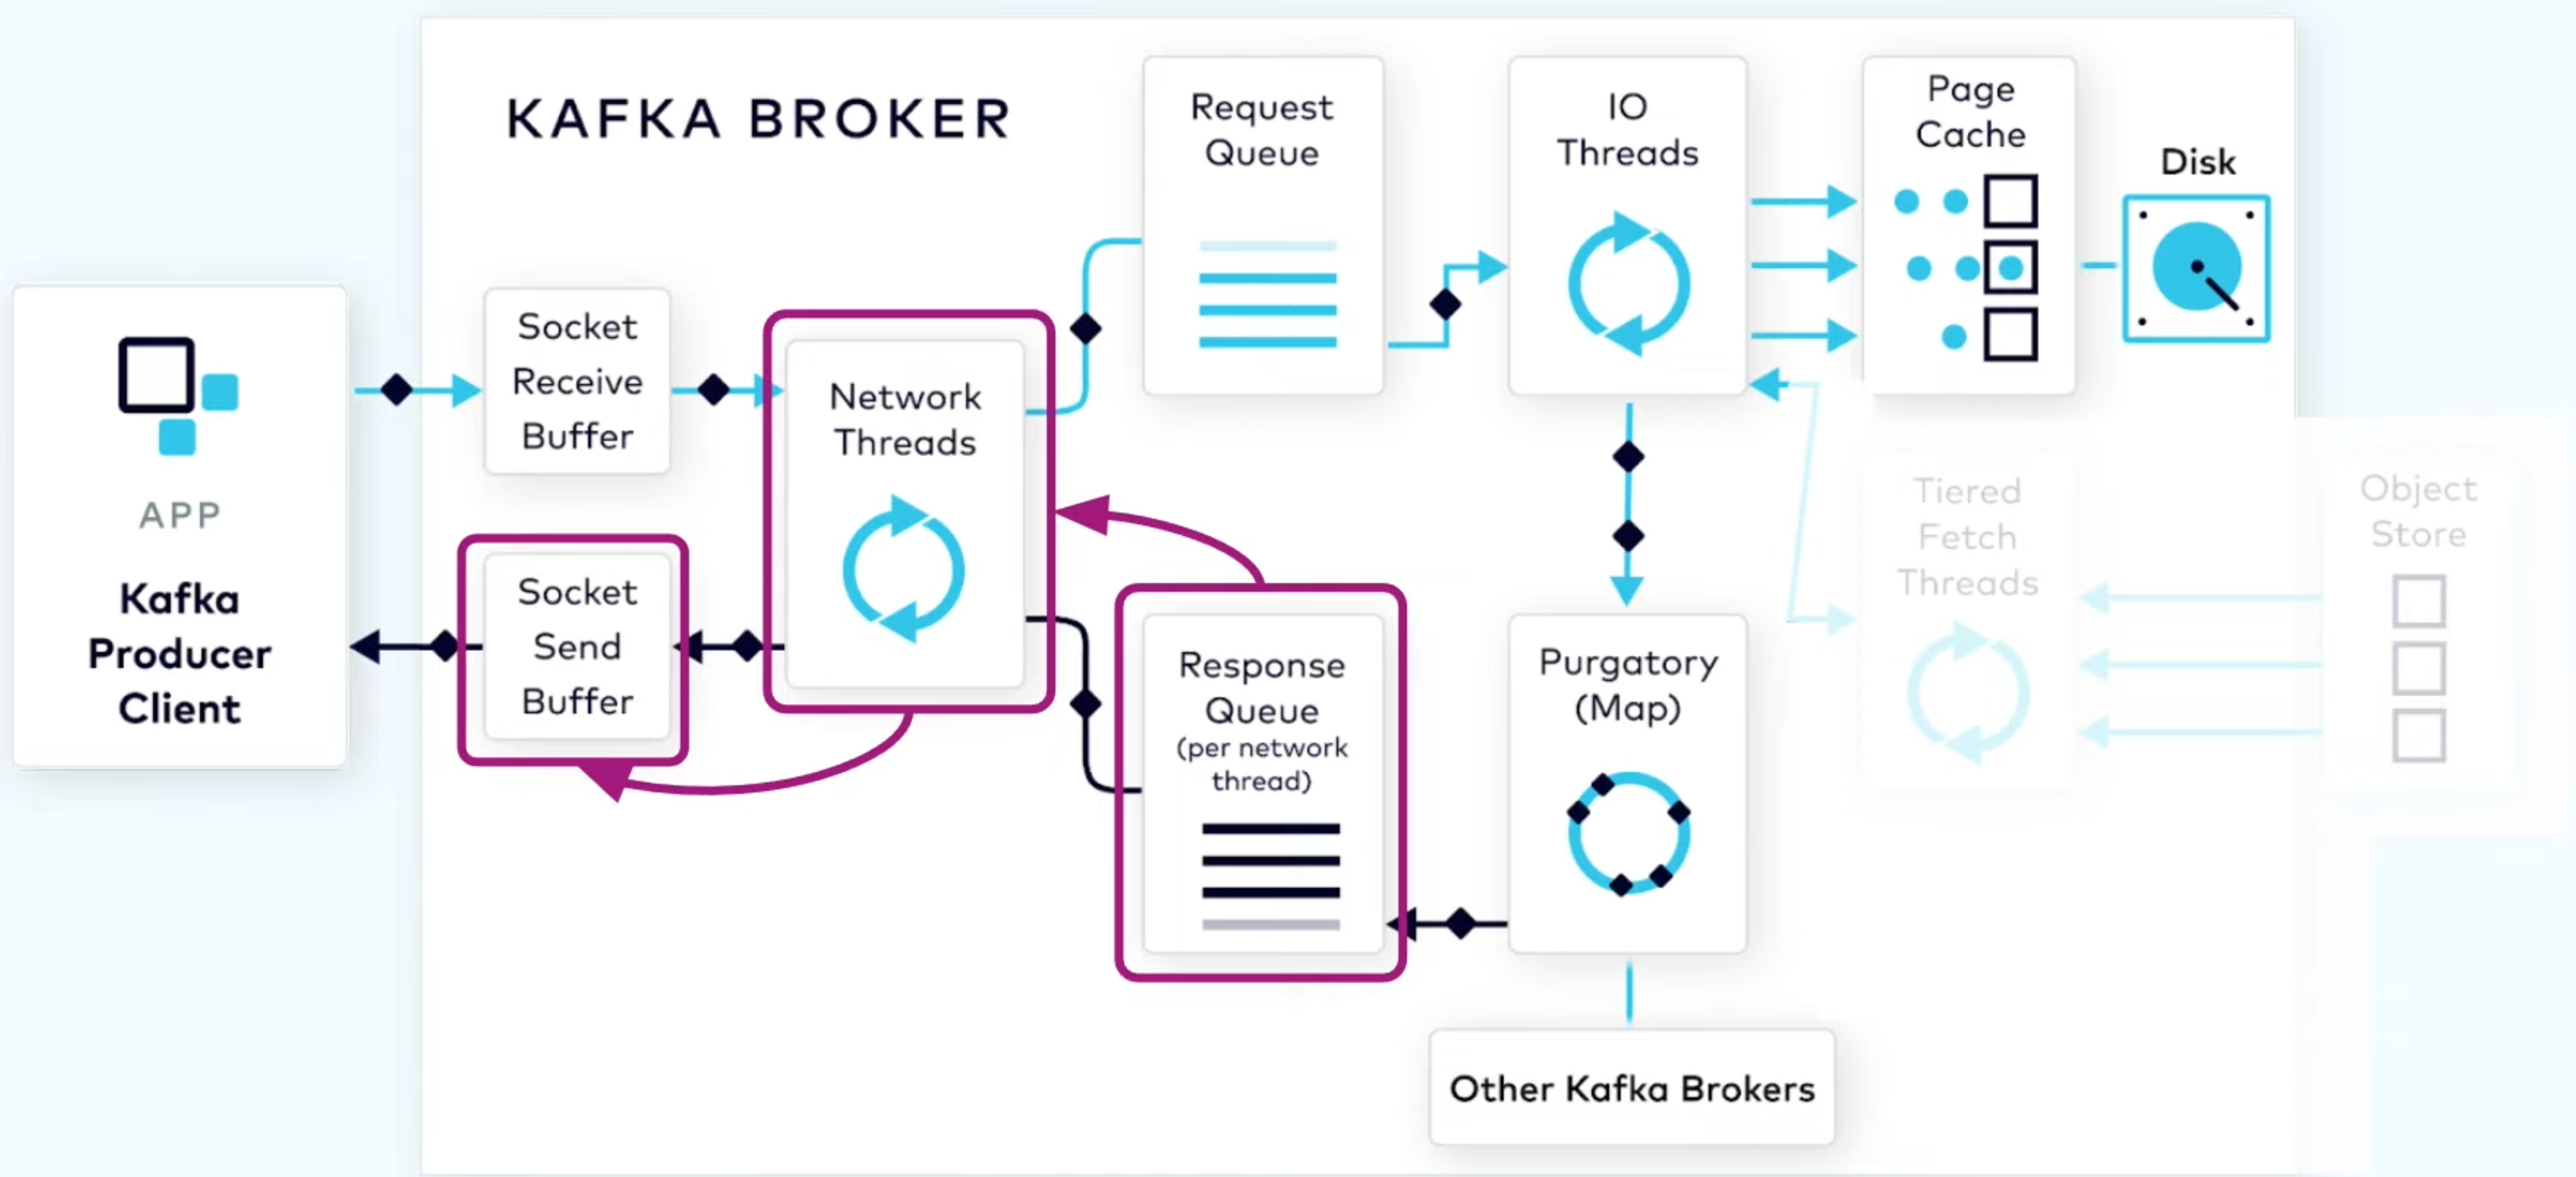 KAFKA BROKER
Request
Queue
IO
Threads
Page
Cache
Disk
Socket
Receive
Buffer
Network
Threads
APP
Kafka
Producer
Client
Socket
Send
Buffer
Response
Queue
(per network
thread)
Purgatory
(Map)
Tiered
Fetch
Threads
Object
Store
Other Kafka Brokers